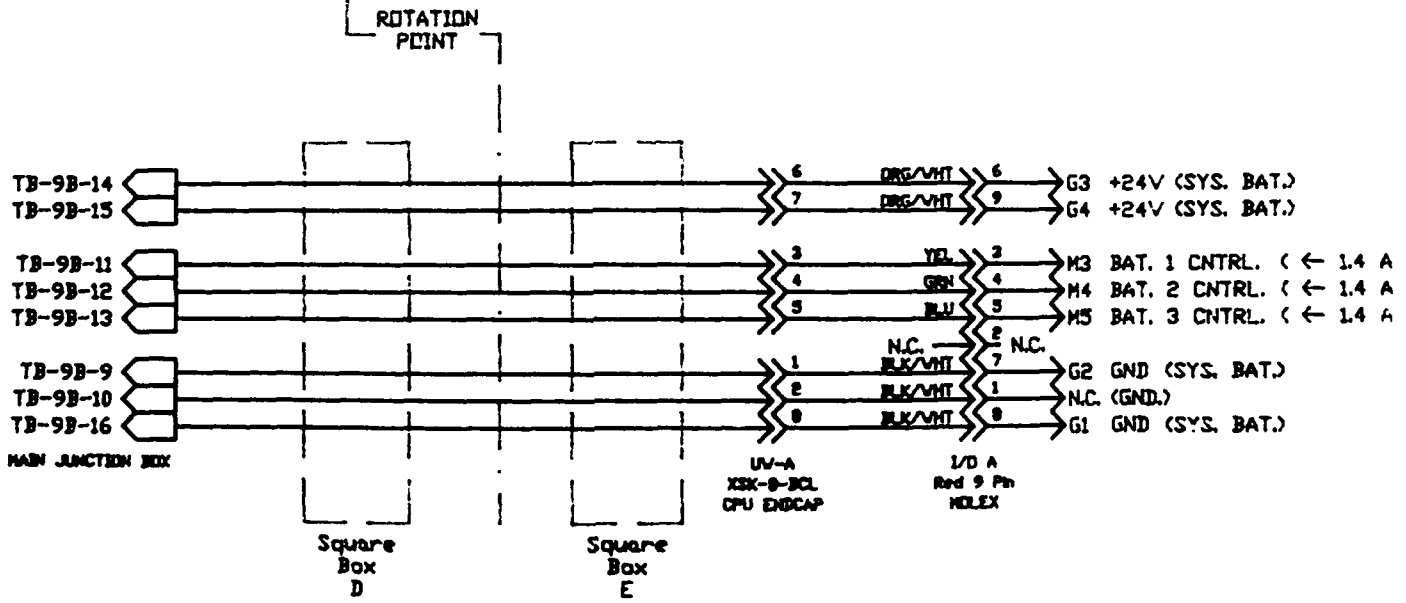 ROTATION
POINT
TB-9B-14 6 ORG/WHT 6 G3 +24V (SYS. BAT.)
TB-9B-15 7 ORG/WHT 9 G4 +24V (SYS. BAT.)
TB-9B-11 3 YEL 3 M3 BAT. 1 CNTRL. ( ← 1.4 A
TB-9B-12 4 GRN 4 M4 BAT. 2 CNTRL. ( ← 1.4 A
TB-9B-13 5 BLU 5 M5 BAT. 3 CNTRL. ( ← 1.4 A
N.C. 2 N.C.
TB-9B-9 1 BLK/WHT 7 G2 GND (SYS. BAT.)
TB-9B-10 2 BLK/WHT 1 N.C. (GND.)
TB-9B-16 8 BLK/WHT 8 G1 GND (SYS. BAT.)
MAIN JUNCTION BOX
UW-A
XSK-8-BCL
CPU ENDCAP
I/O A
Red 9 Pin
MOLEX
Square
Box
D
Square
Box
E